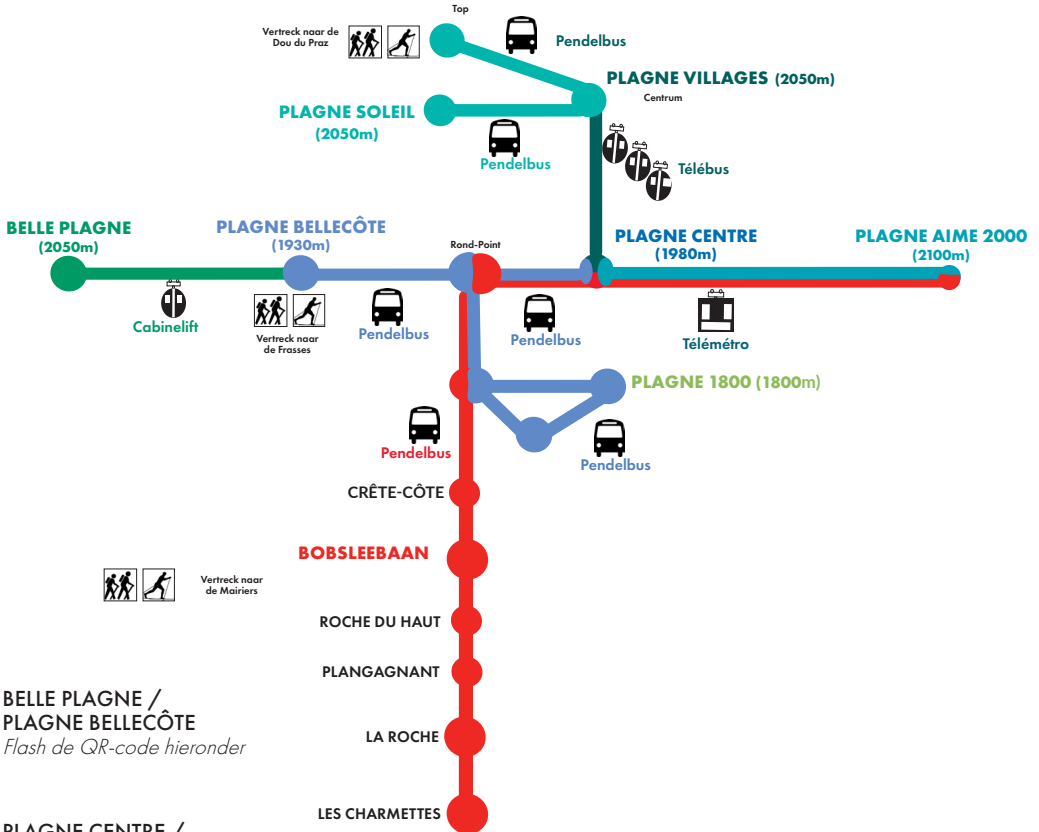 Top
Vertreck naar de
Dou du Praz
Pendelbus
PLAGNE VILLAGES (2050m)
Centrum
PLAGNE SOLEIL
(2050m)
Pendelbus
Télébus
BELLE PLAGNE
(2050m)
PLAGNE BELLECÔTE
(1930m)
Rond-Point
PLAGNE CENTRE
(1980m)
PLAGNE AIME 2000
(2100m)
Cabinelift
Vertreck naar
de Frasses
Pendelbus
Pendelbus
Télémétro
PLAGNE 1800 (1800m)
Pendelbus
Pendelbus
CRÊTE-CÔTE
BOBSLEEBAAN
Vertreck naar
de Mairiers
ROCHE DU HAUT
PLANGAGNANT
BELLE PLAGNE /
PLAGNE BELLECÔTE
Flash de QR-code hieronder
LA ROCHE
LES CHARMETTES
PLAGNE CENTRE /